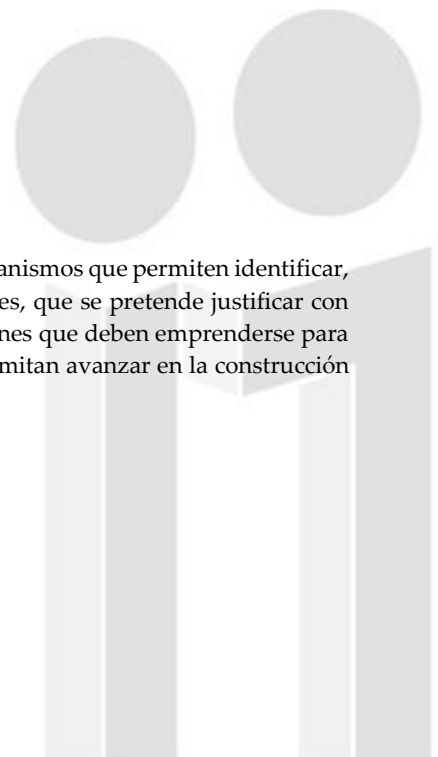 anismos que permiten identificar,
es, que se pretende justificar con
nes que deben emprenderse para
mitan avanzar en la construcción